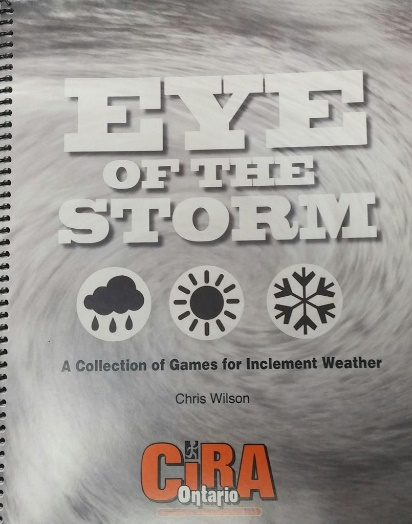 EYE
OF THE
STORM
A Collection of Games for Inclement Weather
Chris Wilson
CIRA
Ontario